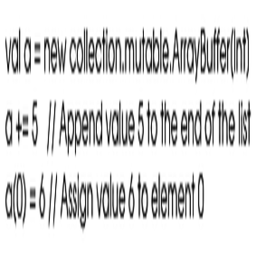 val a = new collection.mutable.ArrayBuffer(Int)
a += 5 // Append value 5 to the end of the list
a(0) = 6 // Assign value 6 to element 0